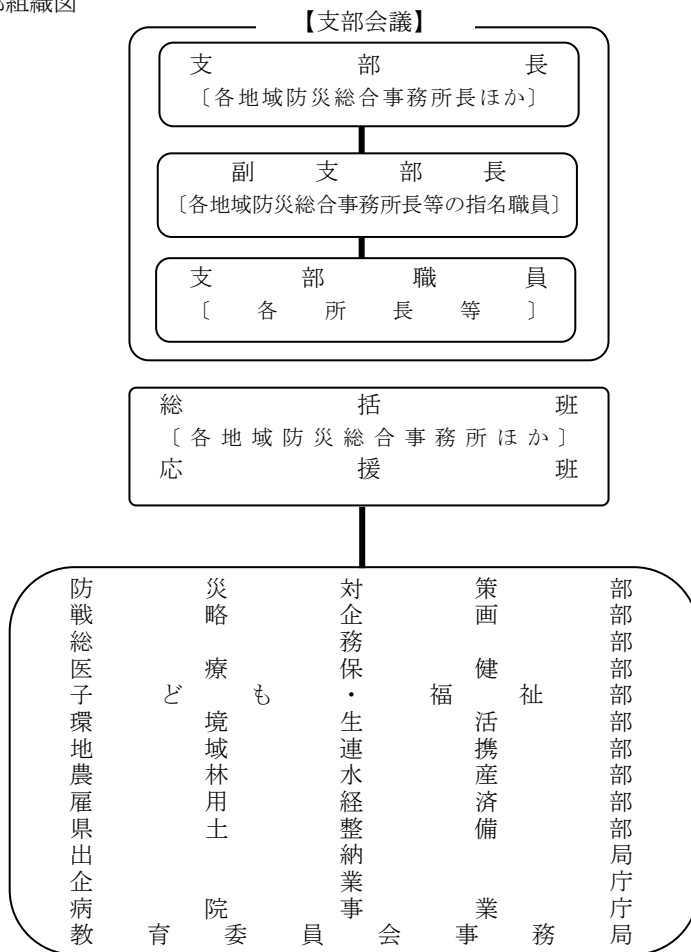 組織図
【支部会議】
支部長
〔各地域防災総合事務所長ほか〕
副支部長
〔各地域防災総合事務所長等の指名職員〕
支部職員
〔各所長等〕
総括班
〔各地域防災総合事務所ほか〕
応援班
防災対策部
戦略企画部
総務部
医療保健部
子ども・福祉部
環境生活部
地域連携部
農林水産部
雇用経済部
県土整備部
出納局
企業庁
病院事業庁
教育委員会事務局